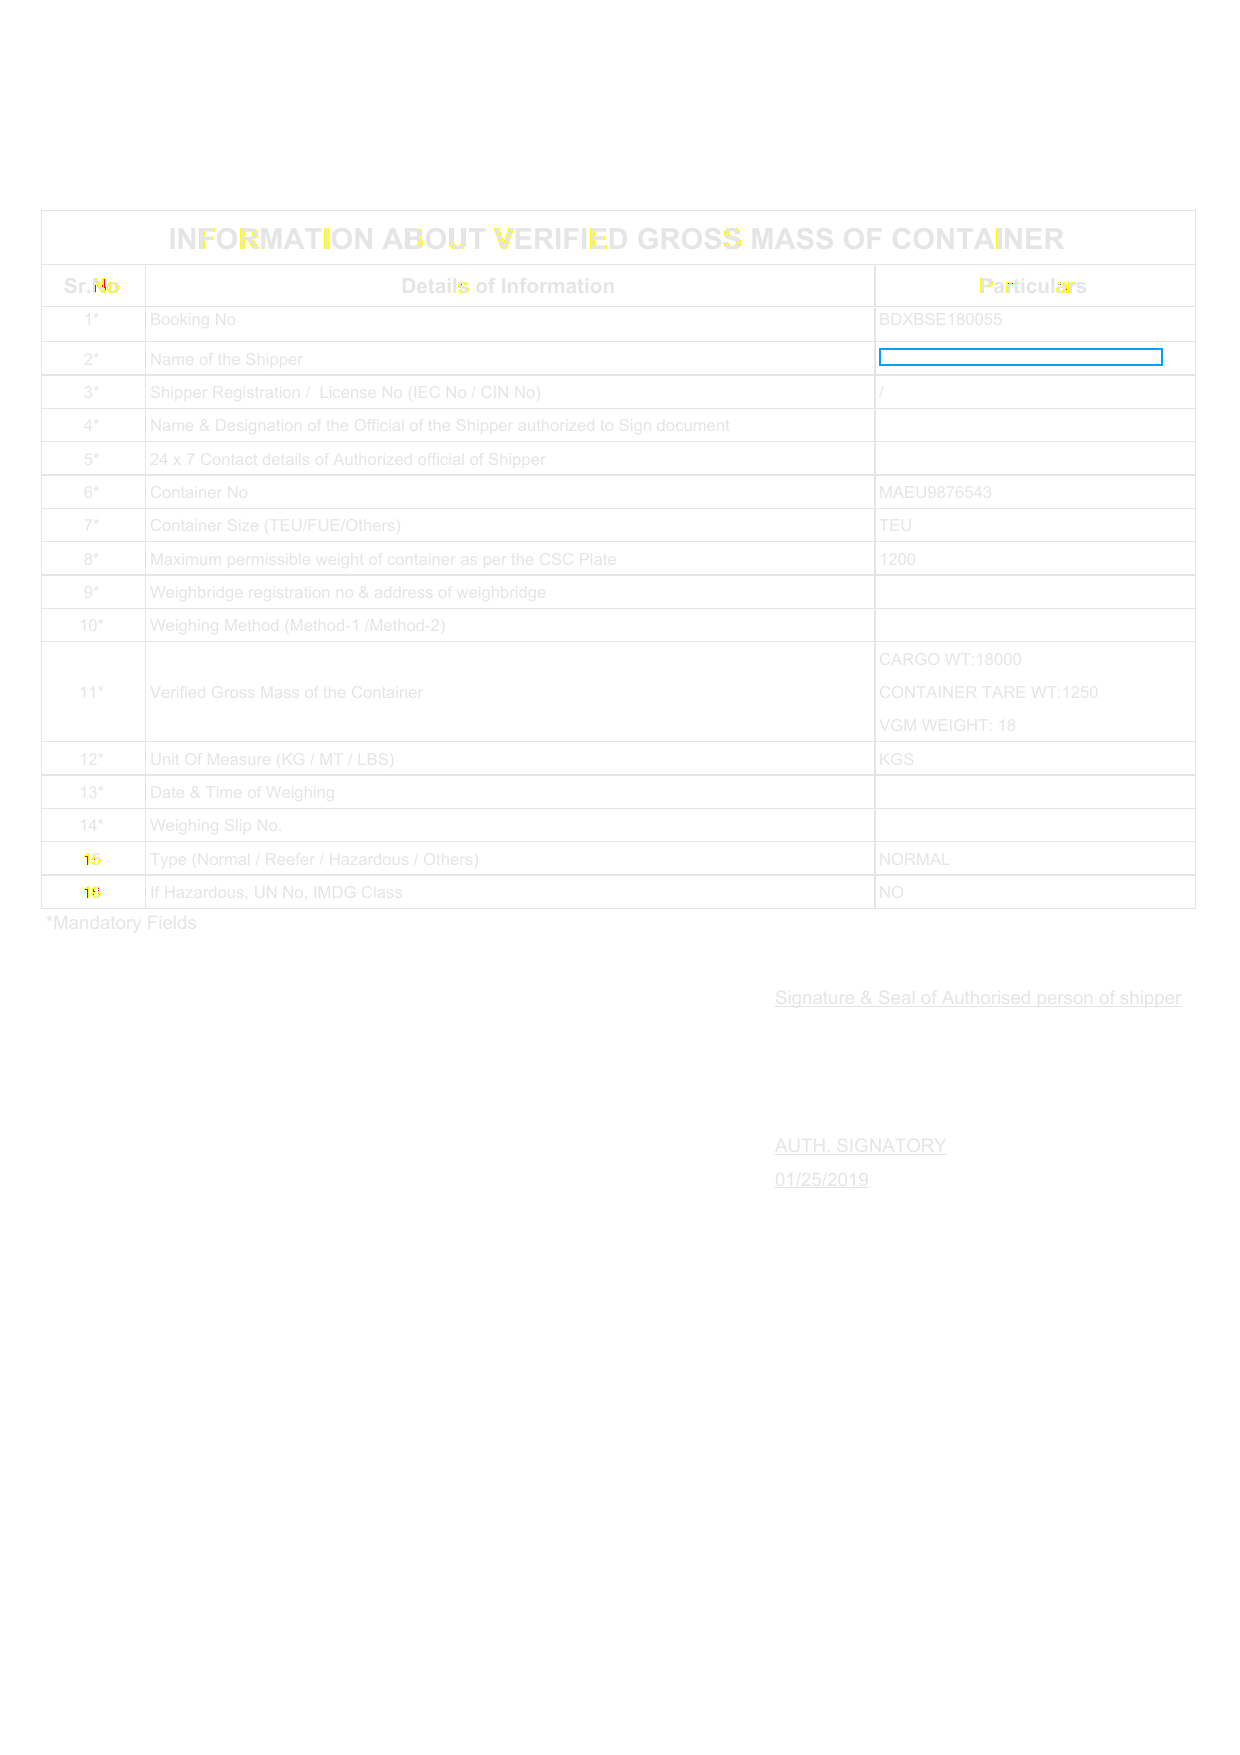 INFORMATION ABOUT VERIFIED GROSS MASS OF CONTAINER
Sr.No Details of Information Particulars
1* Booking No BDXBSE180055
2* Name of the Shipper
3* Shipper Registration / License No (IEC No / CIN No) /
4* Name & Designation of the Official of the Shipper authorized to Sign document
5* 24 x 7 Contact details of Authorized official of Shipper
6* Container No MAEU9876543
7* Container Size (TEU/FUE/Others) TEU
8* Maximum permissible weight of container as per the CSC Plate 1200
9* Weighbridge registration no & address of weighbridge
10* Weighing Method (Method-1 /Method-2)
CARGO WT:18000
11* Verified Gross Mass of the Container CONTAINER TARE WT:1250
VGM WEIGHT: 18
12* Unit Of Measure (KG / MT / LBS) KGS
13* Date & Time of Weighing
14* Weighing Slip No.
Type (Normal / Reefer / Hazardous / Others) NORMAL
If Hazardous, UN No, IMDG Class NO
*Mandatory Fields
Signature & Seal of Authorised person of shipper
AUTH. SIGNATORY
01/25/2019